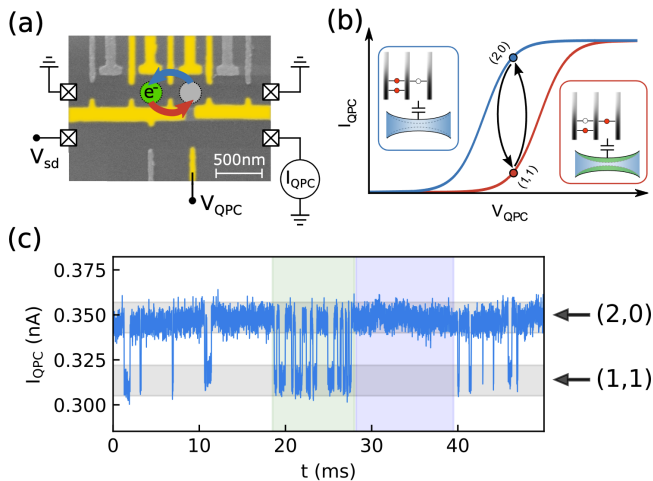 (a)
e⁻
V_sd
500nm
I_QPC
V_QPC
(b)
I_QPC
(2,0)
(1,1)
V_QPC
(c)
0.375
0.350
0.325
0.300
I_QPC (nA)
0
10
20
30
40
t (ms)
(2,0)
(1,1)